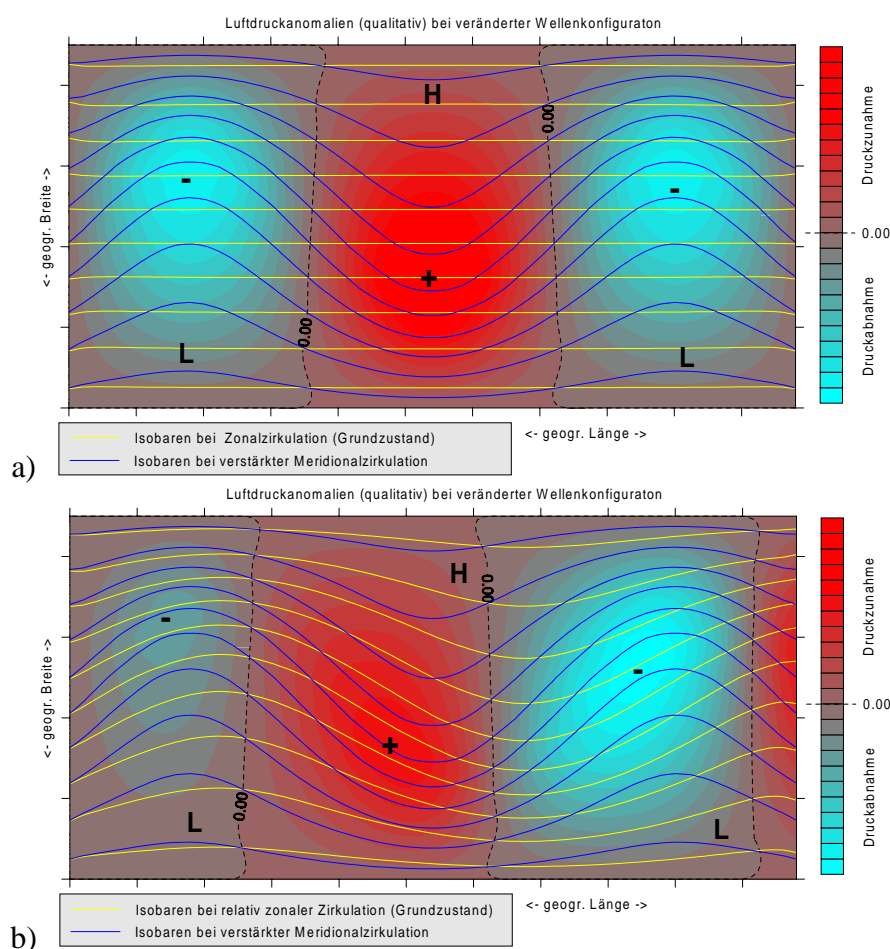 Luftdruckanomalien (qualitativ) bei veränderter Wellenkonfiguraton
H
0.00
-
-
<- geogr. Breite ->
+
0.00
L
L
Druckzunahme
0.00
Druckabnahme
<- geogr. Länge ->
Isobaren bei Zonalzirkulation (Grundzustand)
Isobaren bei verstärkter Meridionalzirkulation
a)
Luftdruckanomalien (qualitativ) bei veränderter Wellenkonfiguraton
H
0.00
-
-
<- geogr. Breite ->
+
0.00
L
L
Druckzunahme
0.00
Druckabnahme
<- geogr. Länge ->
Isobaren bei relativ zonaler Zirkulation (Grundzustand)
Isobaren bei verstärkter Meridionalzirkulation
b)